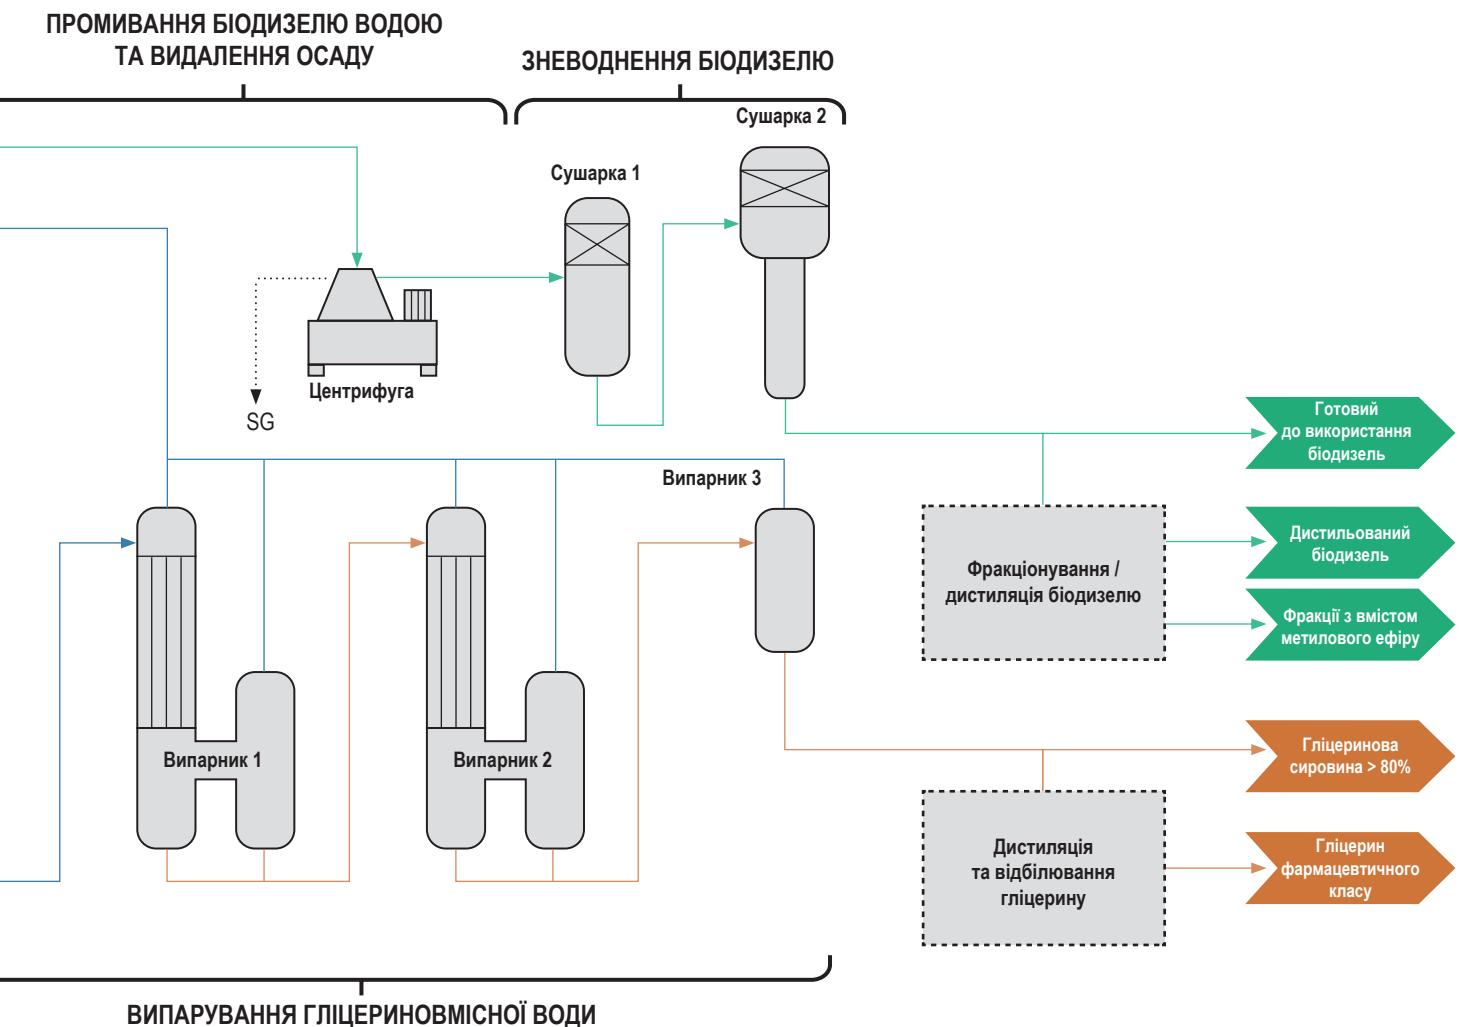 ПРОМИВАННЯ БІОДИЗЕЛЮ ВОДОЮ
ТА ВИДАЛЕННЯ ОСАДУ
ЗНЕВОДНЕННЯ БІОДИЗЕЛЮ
Сушарка 2
Сушарка 1
Центрифуга
SG
Готовий
до використання
біодизель
Випарник 3
Дистильований
біодизель
Фракціонування /
дистиляція біодизелю
Фракції з вмістом
метилового ефіру
Випарник 1
Випарник 2
Гліцеринова
сировина > 80%
Дистиляція
та відбілювання
гліцерину
Гліцерин
фармацевтичного
класу
ВИПАРУВАННЯ ГЛІЦЕРИНОВМІСНОЇ ВОДИ